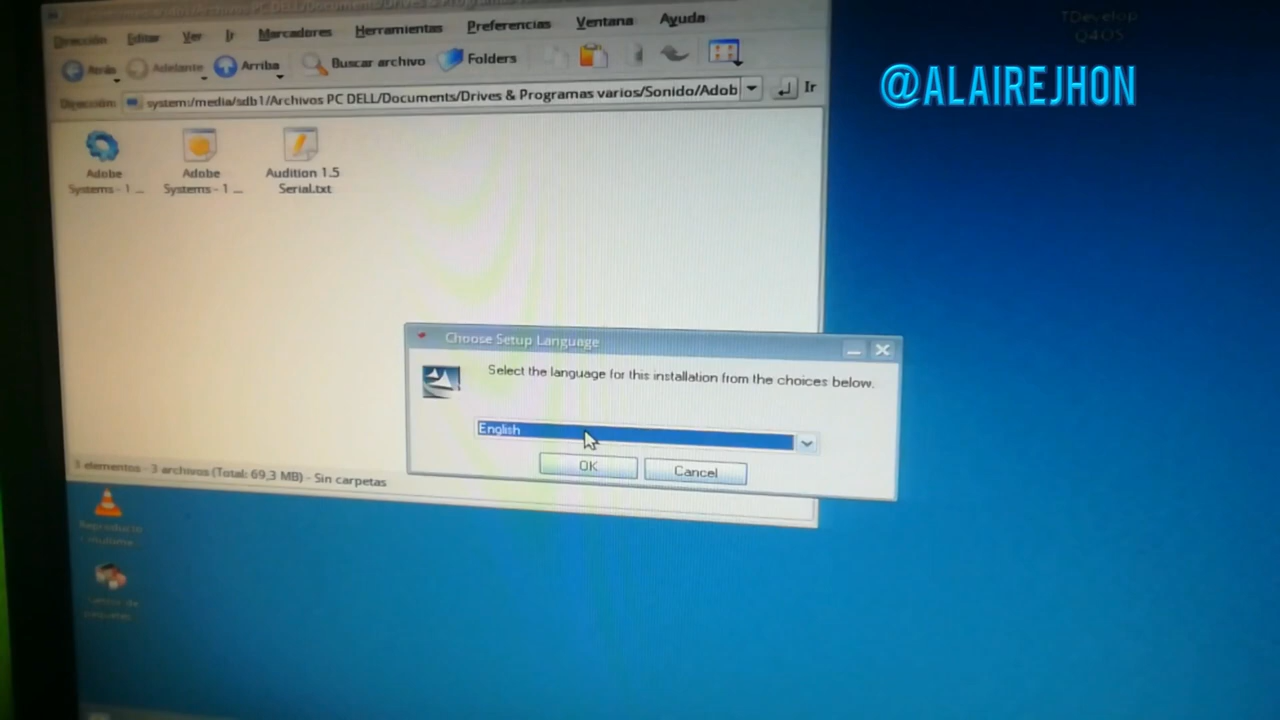 Dirección Editar Ver Ir Marcadores Herramientas Preferencias Ventana Ayuda
Atrás Adelante Arriba Buscar archivo Folders
Dirección: system:/media/sdb1/Archivos PC DELL/Documents/Drives & Programas varios/Sonido/Adob Ir
TDevelop
Q4OS
@ALAIREJHON
Adobe
Systems - 1 ...
Adobe
Systems - 1 ...
Audition 1.5
Serial.txt
Choose Setup Language
Select the language for this installation from the choices below.
English
OK Cancel
3 elementos - 3 archivos (Total: 69,3 MB) - Sin carpetas